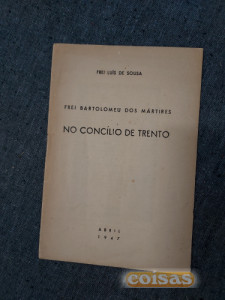 FREI LUÍS DE SOUSA
FREI BARTOLOMEU DOS MÁRTIRES
NO CONCÍLIO DE TRENTO
ABRIL
1947
coisas